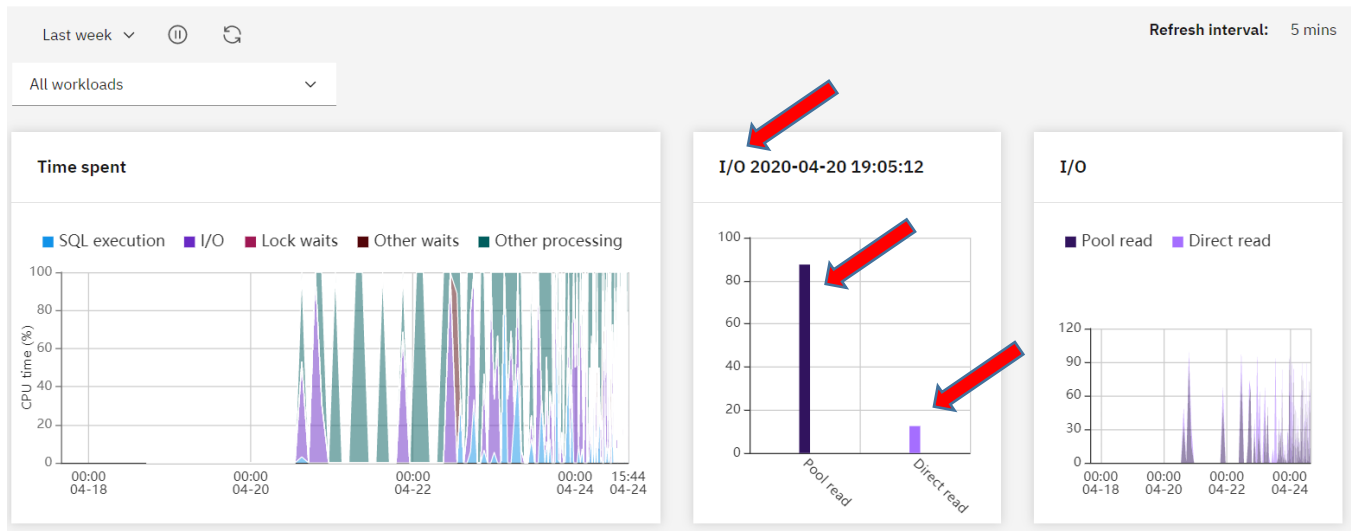 Last week
Refresh interval: 5 mins
All workloads
Time spent
SQL execution I/O Lock waits Other waits Other processing
CPU time (%)
100
80
60
40
20
0
00:00 00:00 00:00 00:00 15:44
04-18 04-20 04-22 04-24 04-24
I/O 2020-04-20 19:05:12
100
80
60
40
20
0
Pool read Direct read
I/O
Pool read Direct read
120
90
60
30
0
00:00 00:00 00:00 00:00
04-18 04-20 04-22 04-24